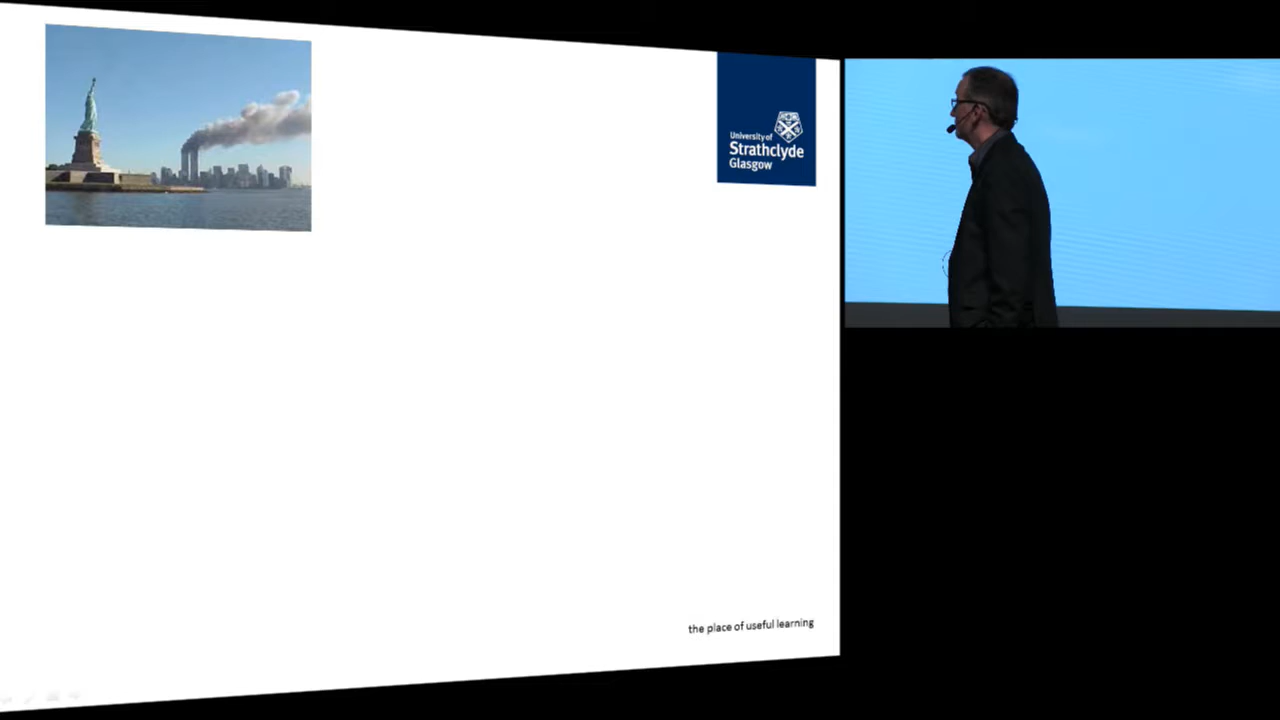 University of
Strathclyde
Glasgow
the place of useful learning